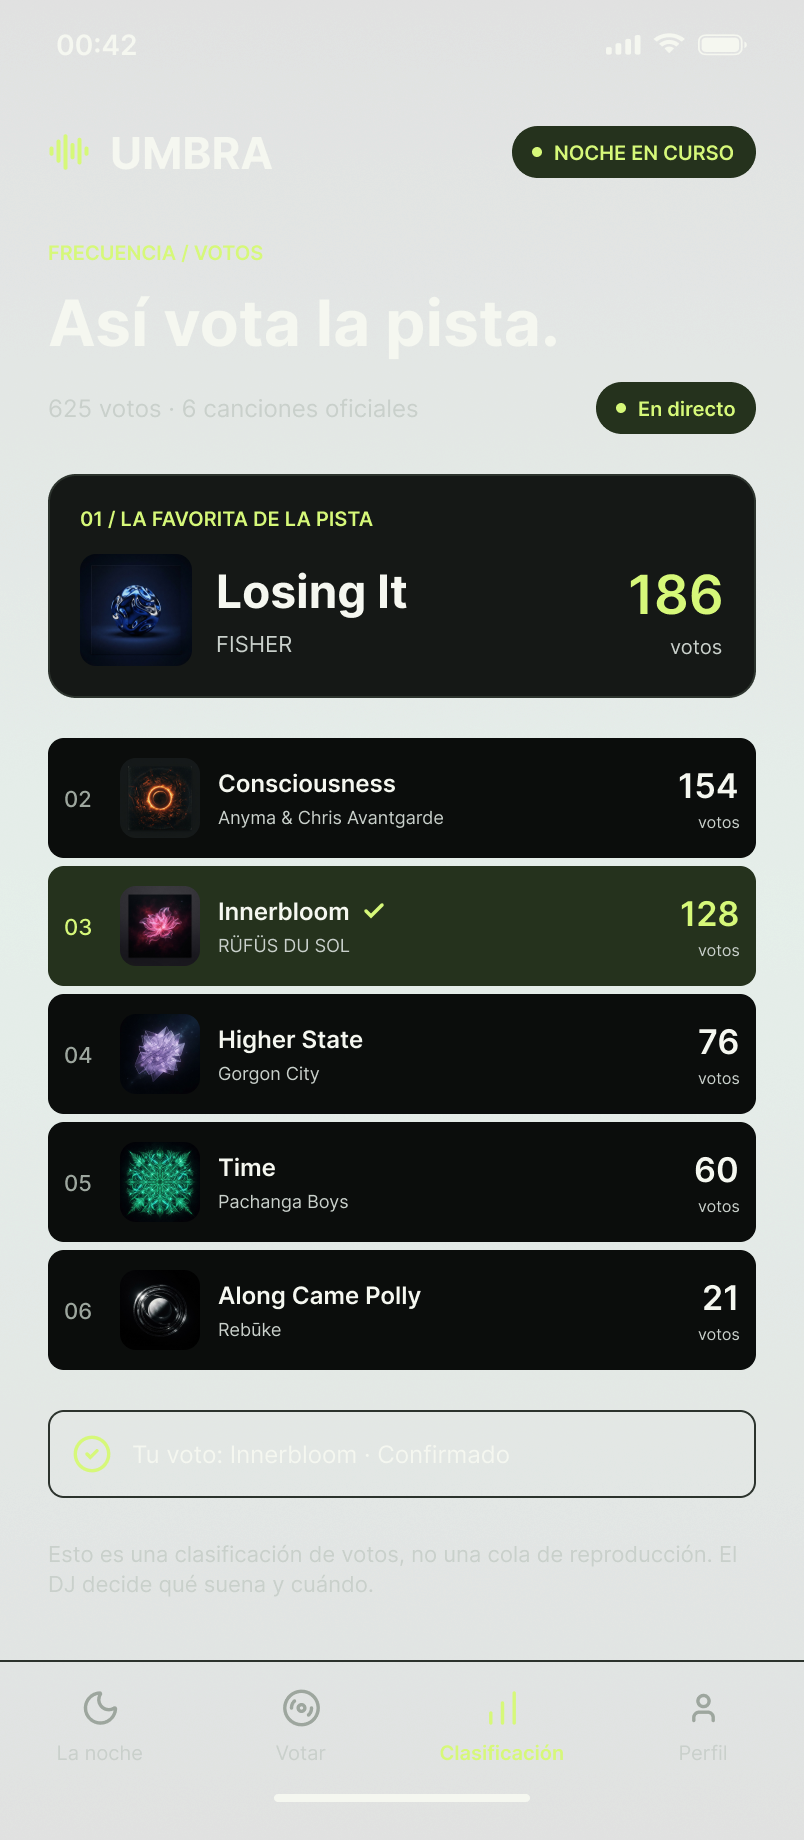 00:42
UMBRA
NOCHE EN CURSO
FRECUENCIA / VOTOS
Así vota la pista.
625 votos · 6 canciones oficiales
En directo
01 / LA FAVORITA DE LA PISTA
Losing It
186
FISHER
votos
02
Consciousness
154
Anyma & Chris Avantgarde
votos
03
Innerbloom
128
RÜFÜS DU SOL
votos
04
Higher State
76
Gorgon City
votos
05
Time
60
Pachanga Boys
votos
06
Along Came Polly
21
Rebūke
votos
Tu voto: Innerbloom · Confirmado
Esto es una clasificación de votos, no una cola de reproducción. El
DJ decide qué suena y cuándo.
La noche
Votar
Clasificación
Perfil